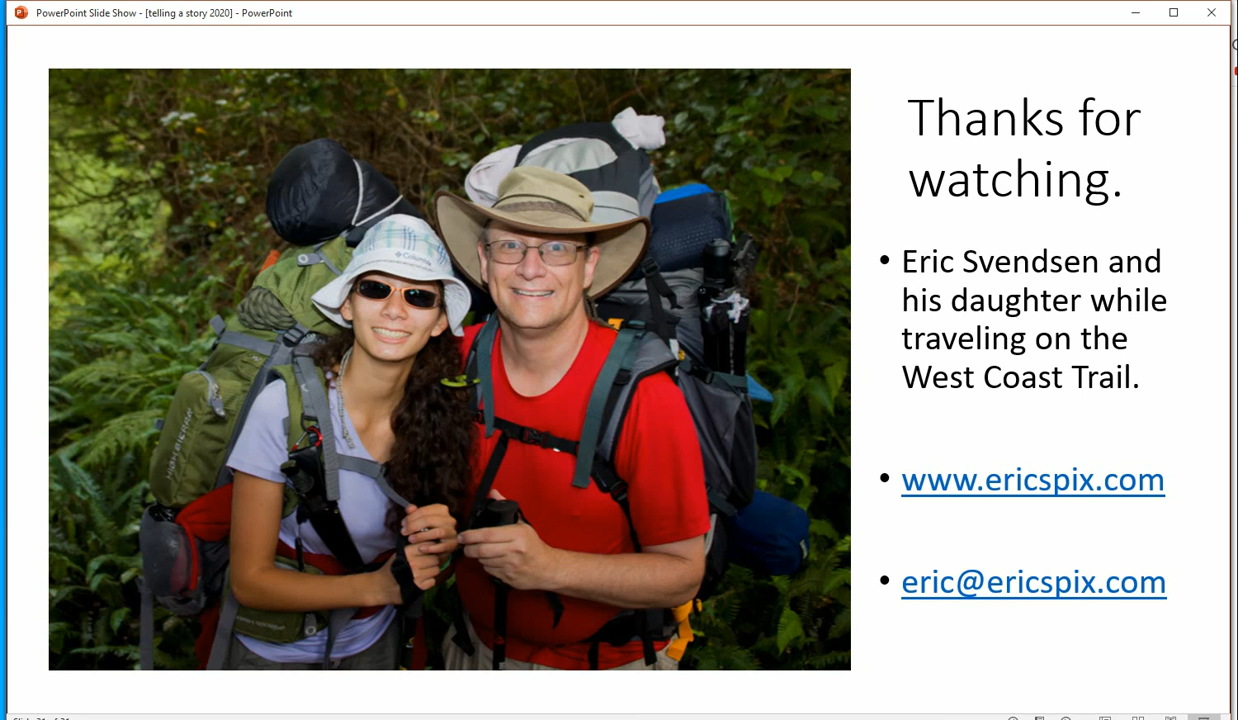 PowerPoint Slide Show - [telling a story 2020] - PowerPoint
Thanks for
watching.
Columbia
• Eric Svendsen and
his daughter while
traveling on the
West Coast Trail.
• www.ericspix.com
• eric@ericspix.com